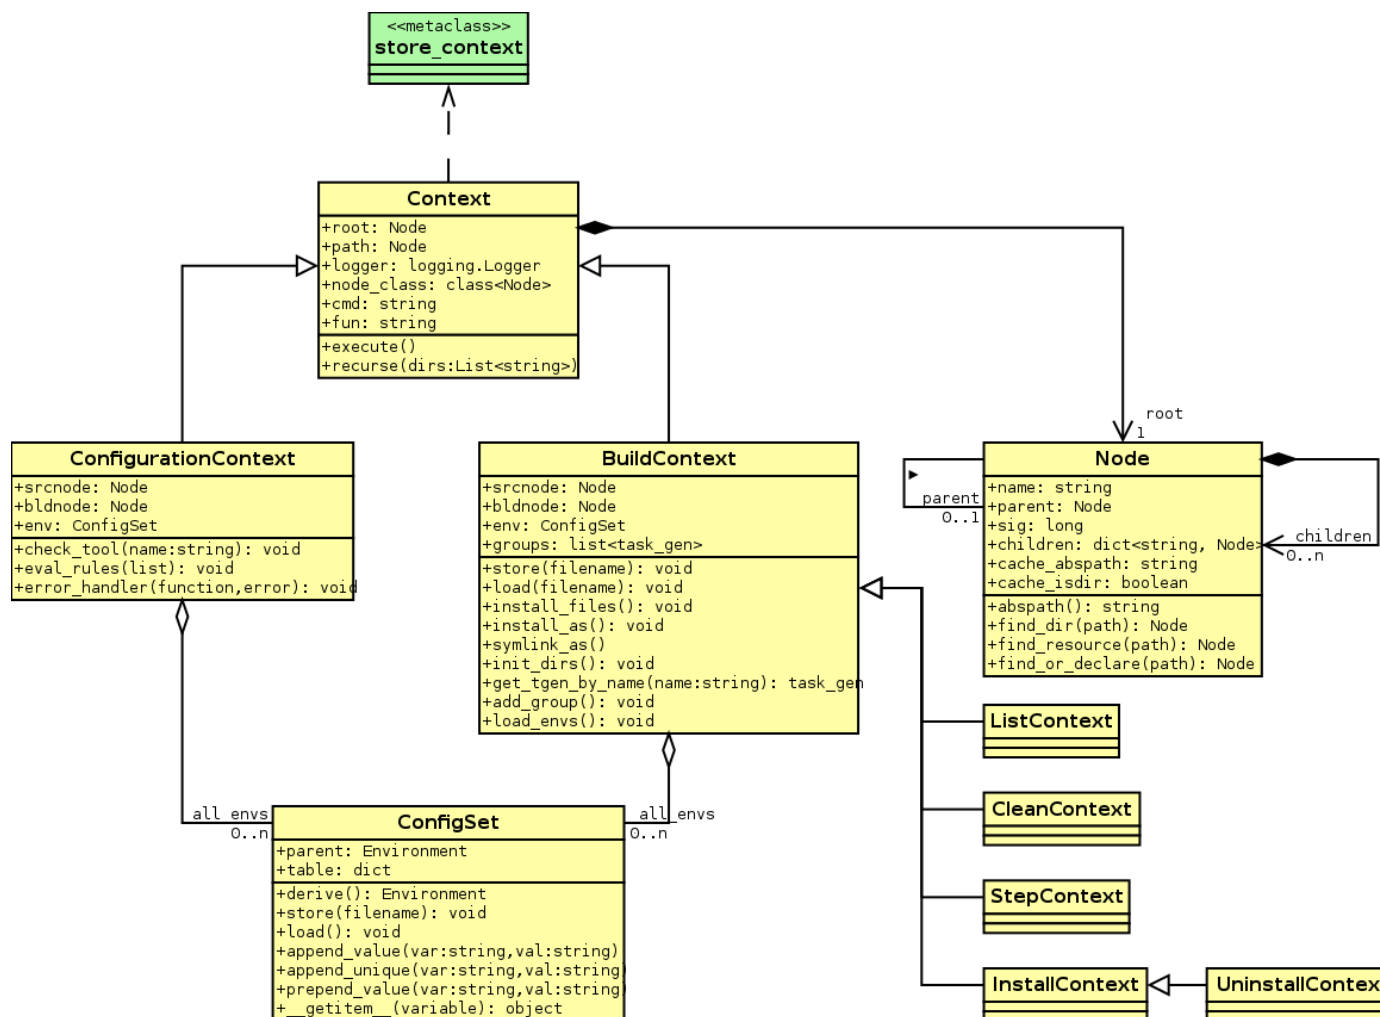 <<metaclass>>
store_context
Context
+root: Node
+path: Node
+logger: logging.Logger
+node_class: class<Node>
+cmd: string
+fun: string
+execute()
+recurse(dirs:List<string>)
root
1
ConfigurationContext
+srcnode: Node
+bldnode: Node
+env: ConfigSet
+check_tool(name:string): void
+eval_rules(list): void
+error_handler(function,error): void
BuildContext
+srcnode: Node
+bldnode: Node
+env: ConfigSet
+groups: list<task_gen>
+store(filename): void
+load(filename): void
+install_files(): void
+install_as(): void
+symlink_as()
+init_dirs(): void
+get_tgen_by_name(name:string): task_gen
+add_group(): void
+load_envs(): void
Node
+name: string
+parent: Node
+sig: long
+children: dict<string, Node>
+cache_abspath: string
+cache_isdir: boolean
+abspath(): string
+find_dir(path): Node
+find_resource(path): Node
+find_or_declare(path): Node
parent
0..1
children
0..n
ListContext
CleanContext
StepContext
InstallContext
UninstallContex
all_envs
0..n
all_envs
0..n
ConfigSet
+parent: Environment
+table: dict
+derive(): Environment
+store(filename): void
+load(): void
+append_value(var:string,val:string)
+append_unique(var:string,val:string)
+prepend_value(var:string,val:string)
+__getitem__(variable): object